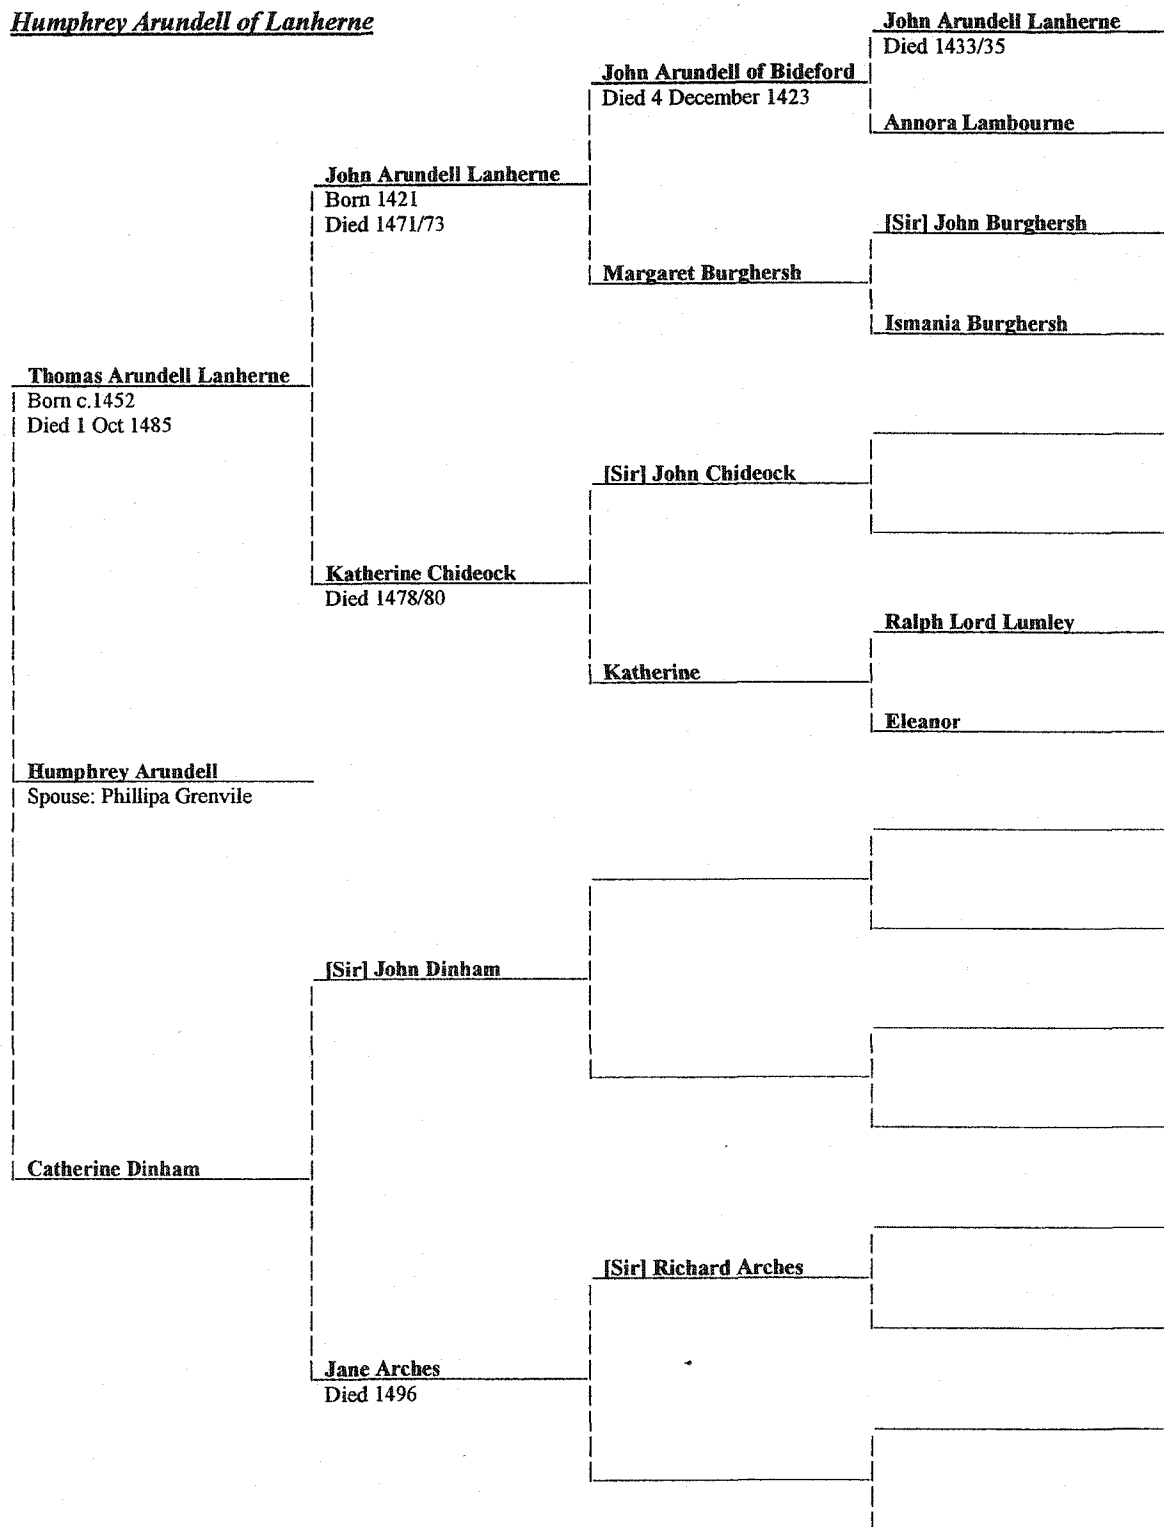 Humphrey Arundell of Lanherne
John Arundell Lanherne
Died 1433/35
John Arundell of Bideford
Died 4 December 1423
Annora Lambourne
John Arundell Lanherne
Born 1421
Died 1471/73
[Sir] John Burghersh
Margaret Burghersh
Ismania Burghersh
Thomas Arundell Lanherne
Born c.1452
Died 1 Oct 1485
[Sir] John Chideock
Katherine Chideock
Died 1478/80
Ralph Lord Lumley
Katherine
Eleanor
Humphrey Arundell
Spouse: Phillipa Grenvile
[Sir] John Dinham
Catherine Dinham
[Sir] Richard Arches
Jane Arches
Died 1496